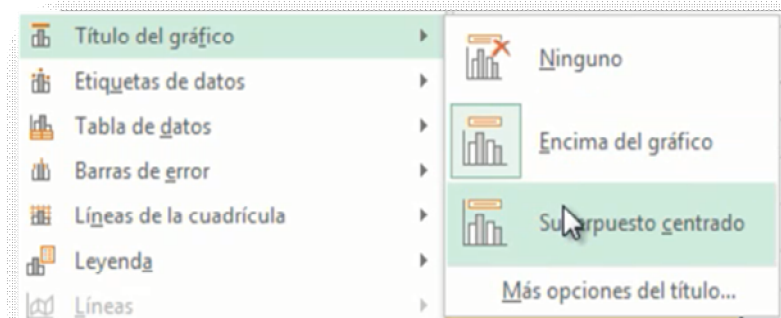 Título del gráfico
Etiquetas de datos
Tabla de datos
Barras de error
Líneas de la cuadrícula
Leyenda
Líneas
Ninguno
Encima del gráfico
centrado
Más opciones del título...